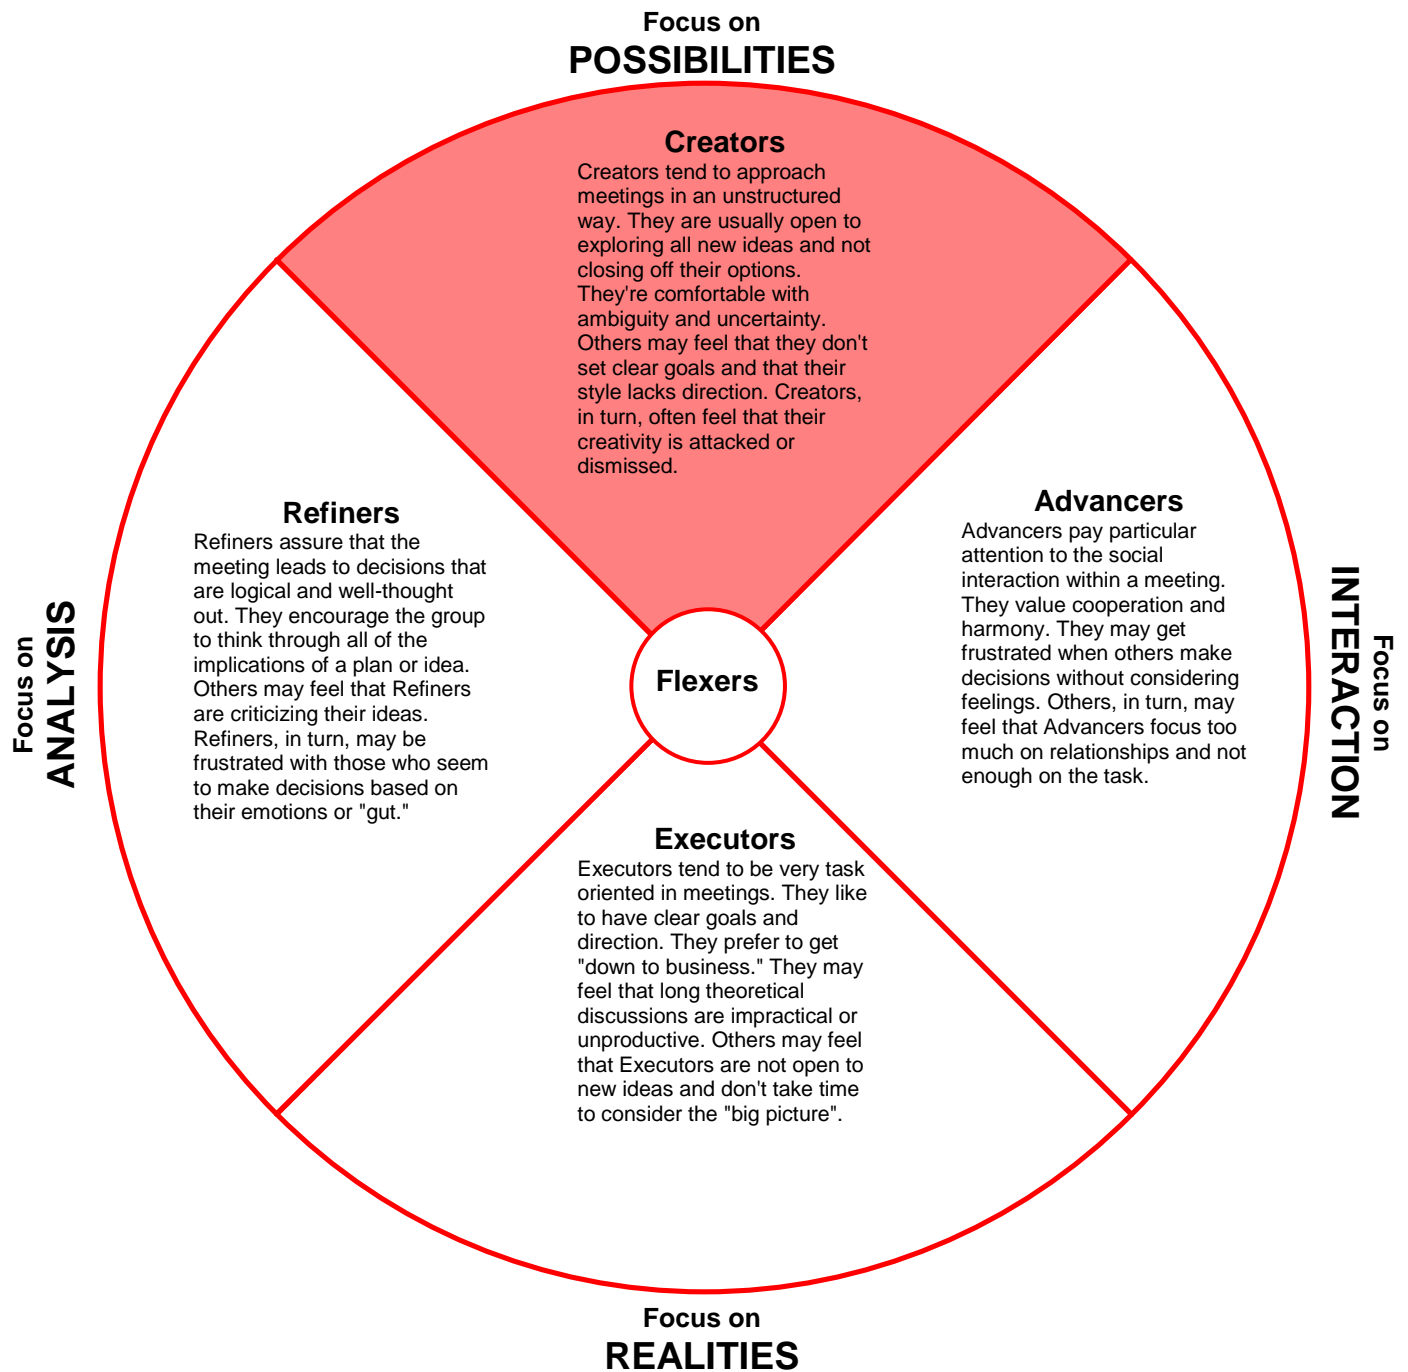 Focus on
POSSIBILITIES
Creators
Creators tend to approach
meetings in an unstructured
way. They are usually open to
exploring all new ideas and not
closing off their options.
They're comfortable with
ambiguity and uncertainty.
Others may feel that they don't
set clear goals and that their
style lacks direction. Creators,
in turn, often feel that their
creativity is attacked or
dismissed.
Focus on
ANALYSIS
Refiners
Refiners assure that the
meeting leads to decisions that
are logical and well-thought
out. They encourage the group
to think through all of the
implications of a plan or idea.
Others may feel that Refiners
are criticizing their ideas.
Refiners, in turn, may be
frustrated with those who seem
to make decisions based on
their emotions or "gut."
Flexers
Advancers
Advancers pay particular
attention to the social
interaction within a meeting.
They value cooperation and
harmony. They may get
frustrated when others make
decisions without considering
feelings. Others, in turn, may
feel that Advancers focus too
much on relationships and not
enough on the task.
Focus on
INTERACTION
Executors
Executors tend to be very task
oriented in meetings. They like
to have clear goals and
direction. They prefer to get
"down to business." They may
feel that long theoretical
discussions are impractical or
unproductive. Others may feel
that Executors are not open to
new ideas and don't take time
to consider the "big picture".
Focus on
REALITIES